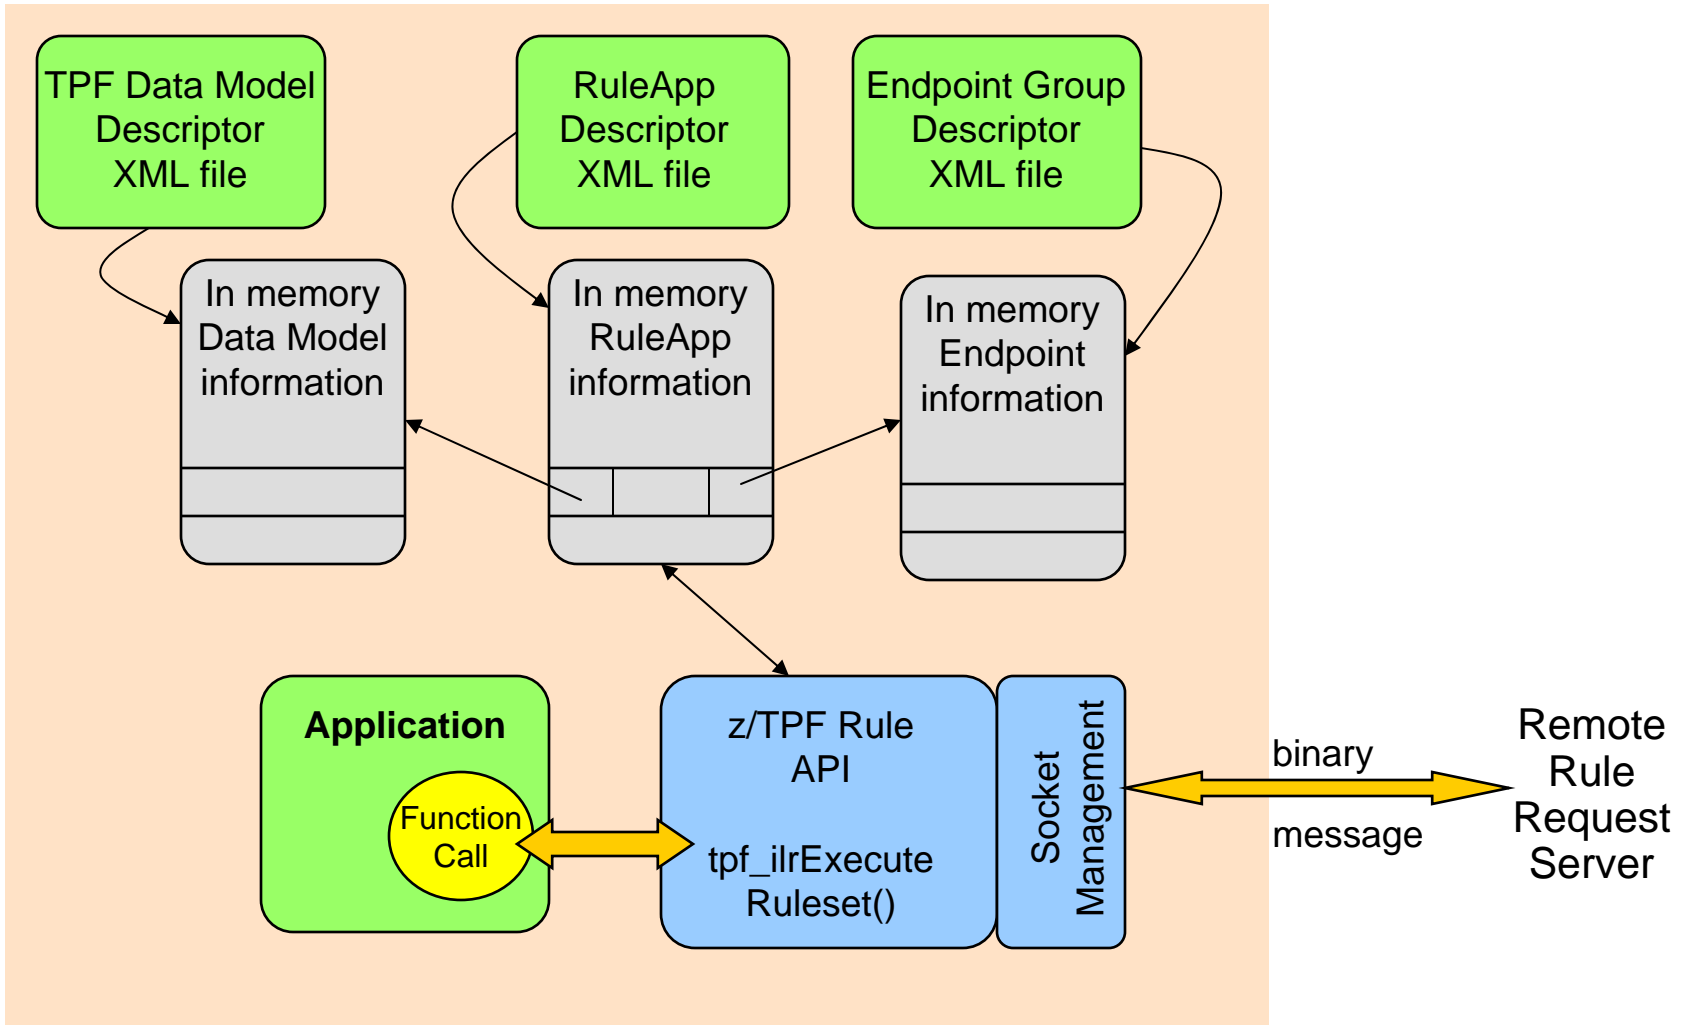 TPF Data Model
Descriptor
XML file
RuleApp
Descriptor
XML file
Endpoint Group
Descriptor
XML file
In memory
Data Model
information
In memory
RuleApp
information
In memory
Endpoint
information
Application
Function
Call
z/TPF Rule
API
tpf_ilrExecute
Ruleset()
Socket
Management
binary
message
Remote
Rule
Request
Server